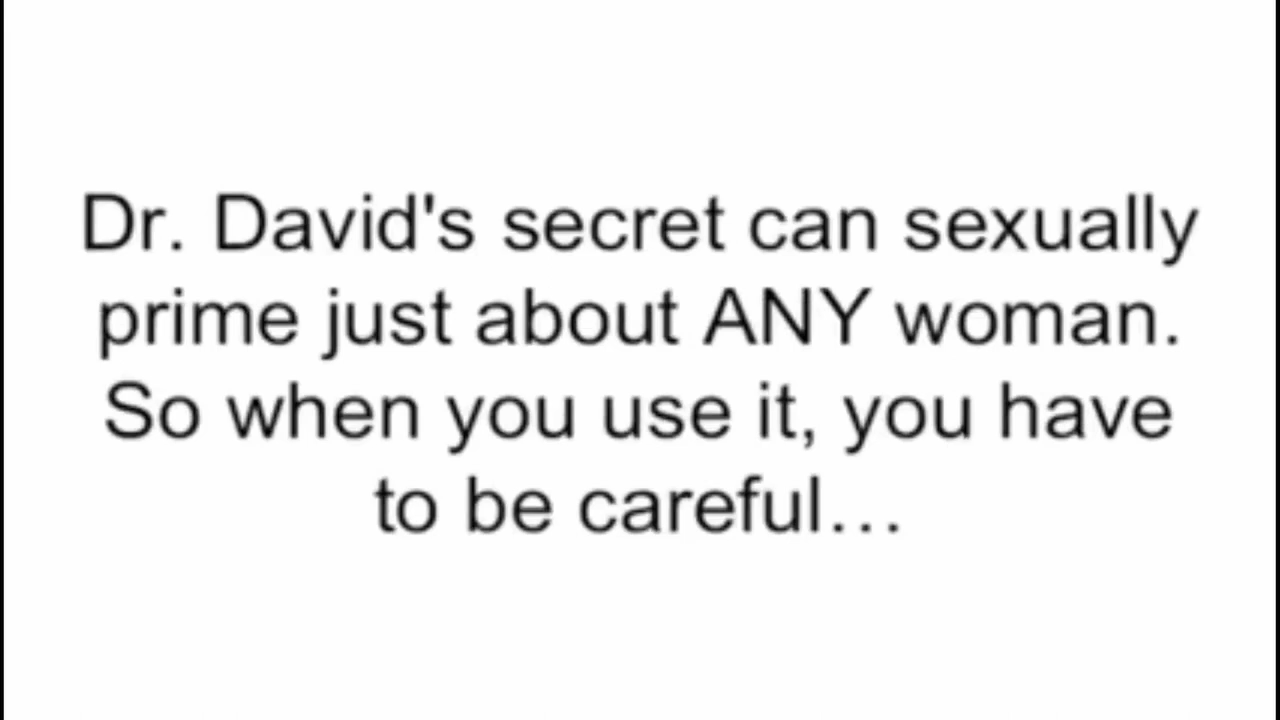 Dr. David's secret can sexually
prime just about ANY woman.
So when you use it, you have
to be careful…